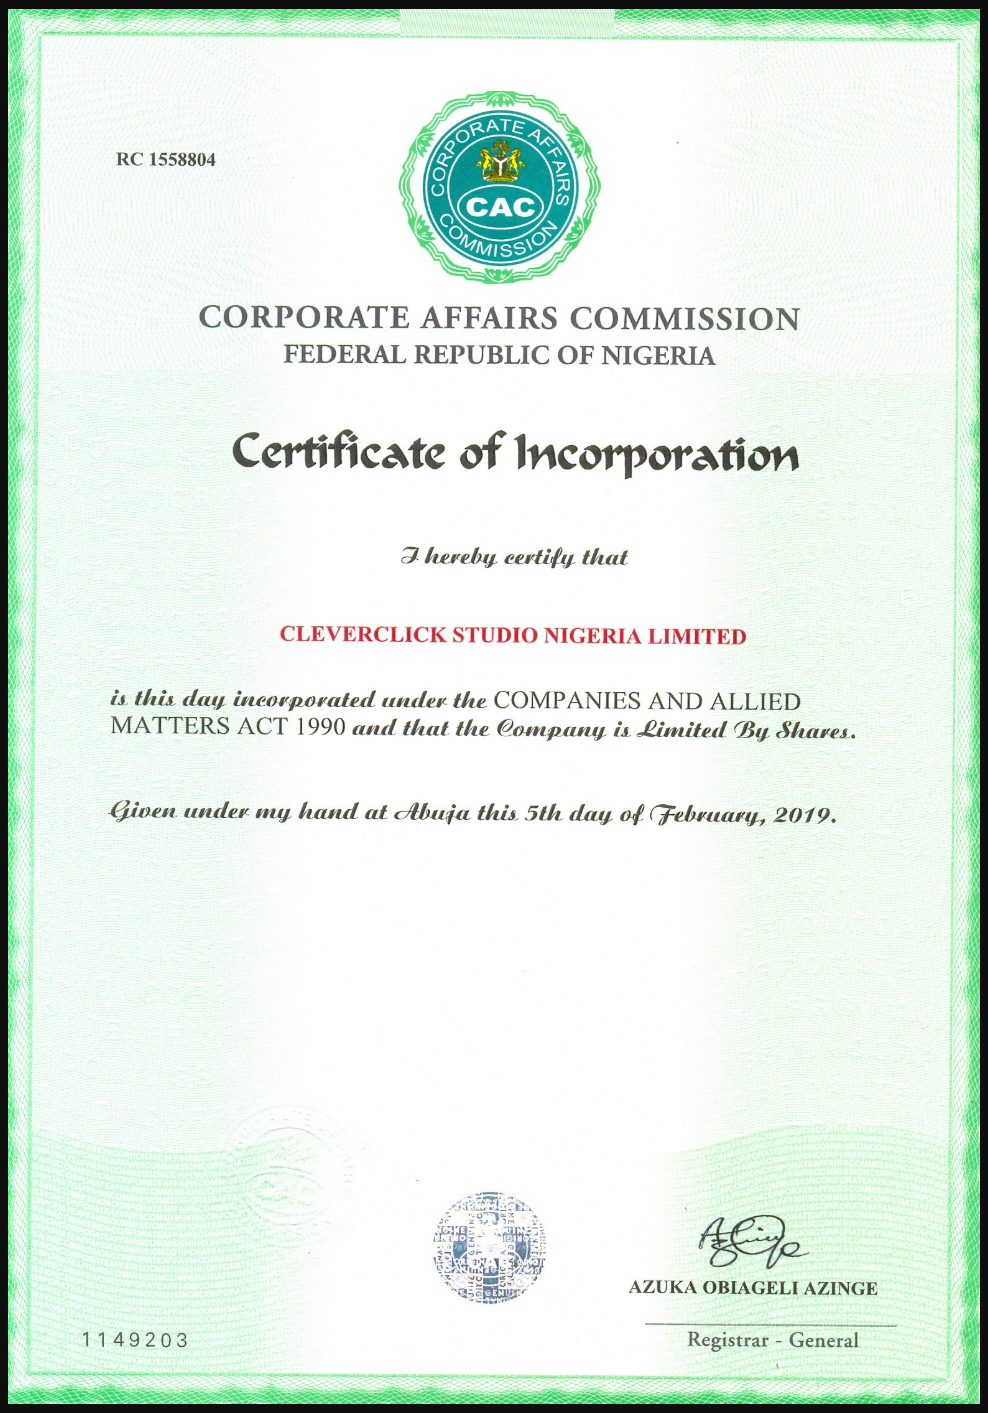 RC 1558804
CORPORATE AFFAIRS
CAC
COMMISSION
CORPORATE AFFAIRS COMMISSION
FEDERAL REPUBLIC OF NIGERIA
Certificate of Incorporation
I hereby certify that
CLEVERCLICK STUDIO NIGERIA LIMITED
is this day incorporated under the COMPANIES AND ALLIED
MATTERS ACT 1990 and that the Company is Limited By Shares.
Given under my hand at Abuja this 5th day of February, 2019.
CAC
AZUKA OBIAGELI AZINGE
Registrar - General
1149203